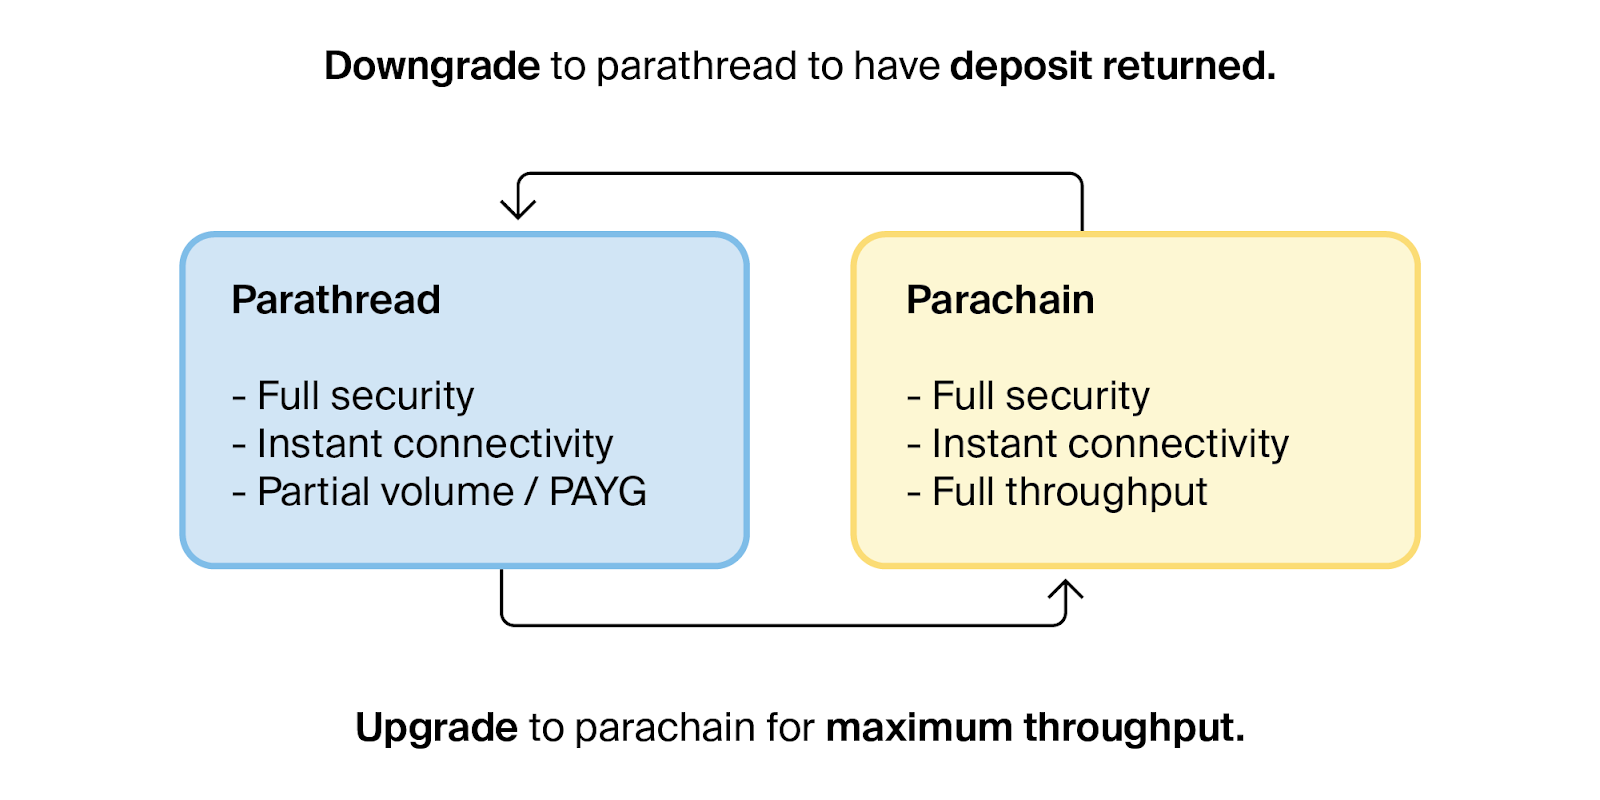 Downgrade to parathread to have deposit returned.
Parathread
- Full security
- Instant connectivity
- Partial volume / PAYG
Parachain
- Full security
- Instant connectivity
- Full throughput
Upgrade to parachain for maximum throughput.